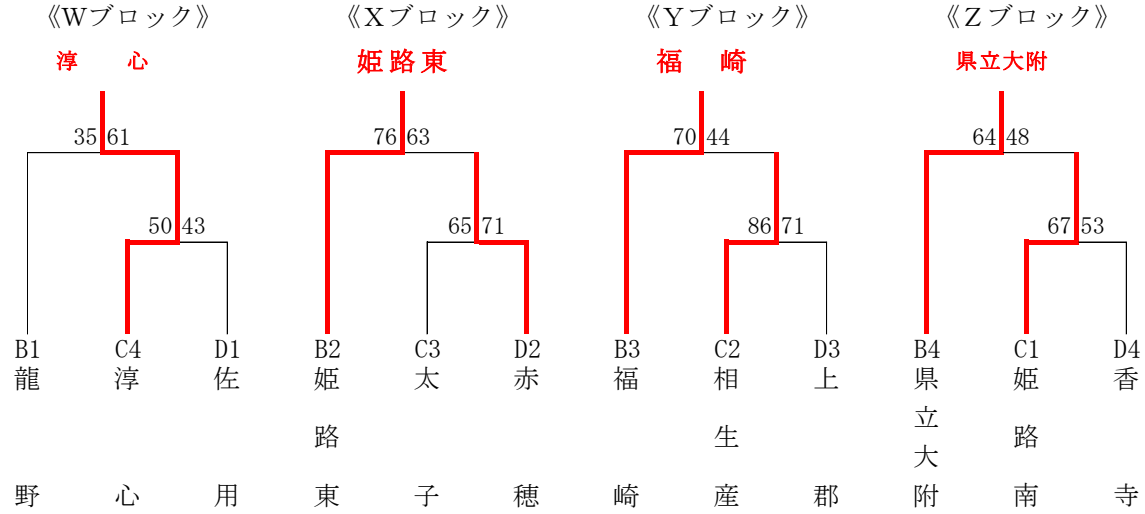 《Wブロック》 《Xブロック》 《Yブロック》 《Zブロック》
淳 心 姫路東 福 崎 県立大附
35 61 76 63 70 44 64 48
50 43 65 71 86 71 67 53
B1 C4 D1 B2 C3 D2 B3 C2 D3 B4 C1 D4
龍野 淳心 佐用 姫路東 太子 赤穂 福崎 相生産 上郡 県立大附 姫路南 香寺